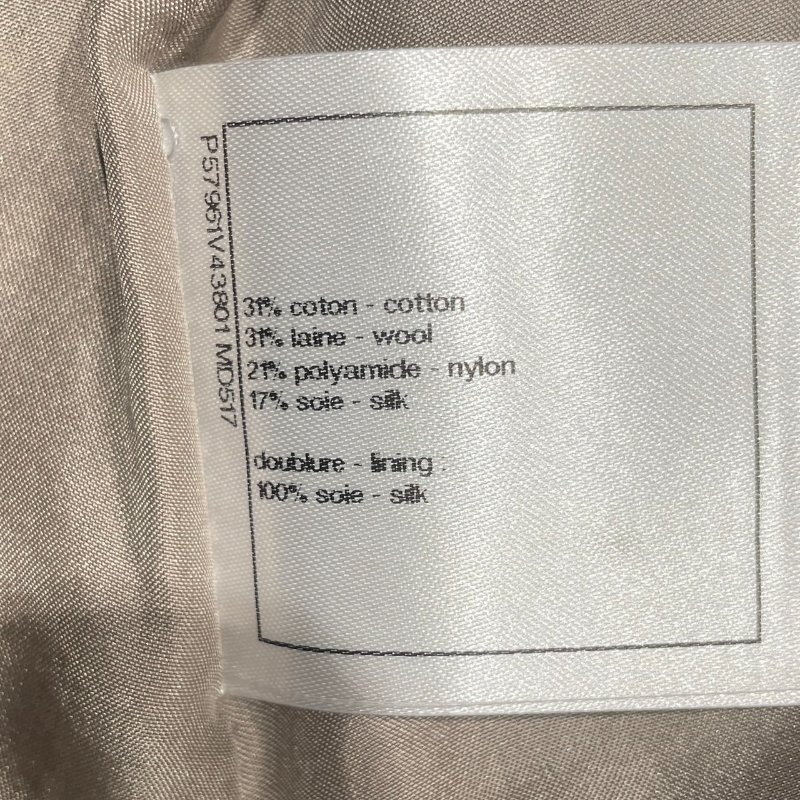 P57961V43801 MD517
31% coton - cotton
31% laine - wool
21% polyamide - nylon
17% soie - silk
doublure - lining :
100% soie - silk